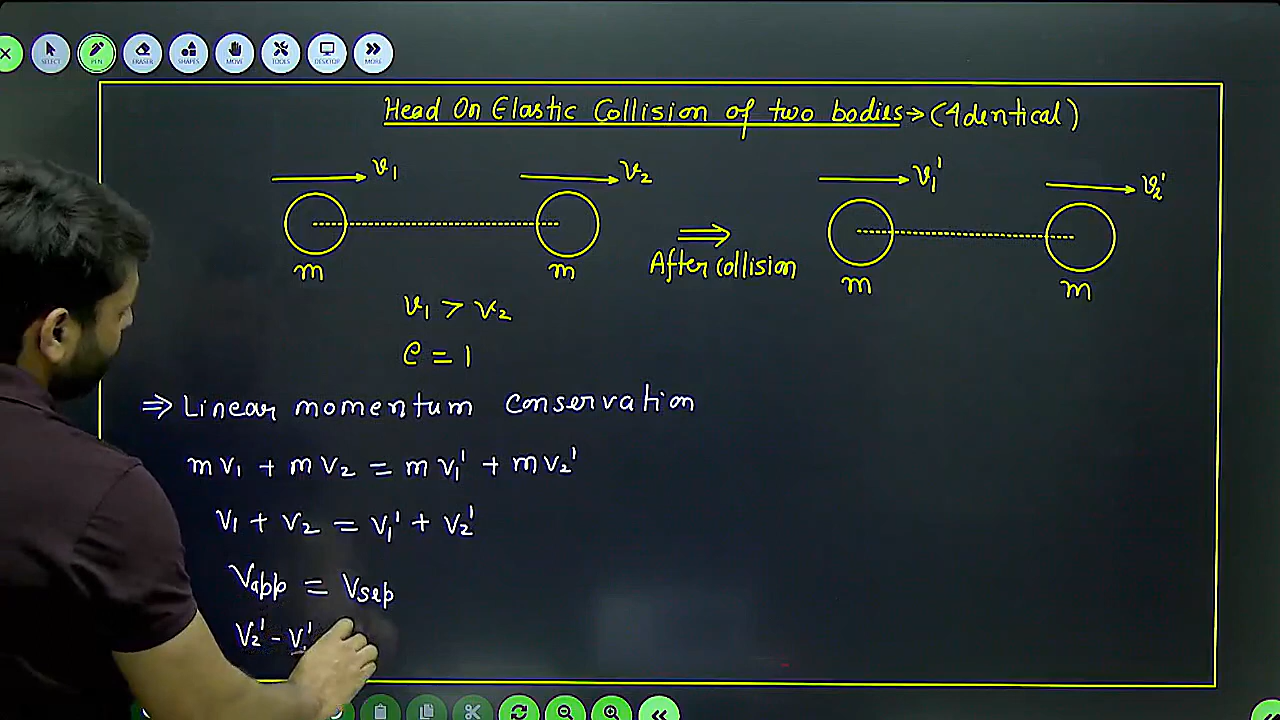 SELECT PEN ERASER SHAPES MOVE TOOLS DESKTOP MORE
Head On Elastic Collision of two bodies → (Identical)
v₁ v₂ v₁' v₂'
m m ⇒ m m
After collision
v₁ > v₂
e = 1
⇒ Linear momentum conservation
mv₁ + mv₂ = mv₁' + mv₂'
v₁ + v₂ = v₁' + v₂'
Vapp = Vsep
v₂' - v₁'